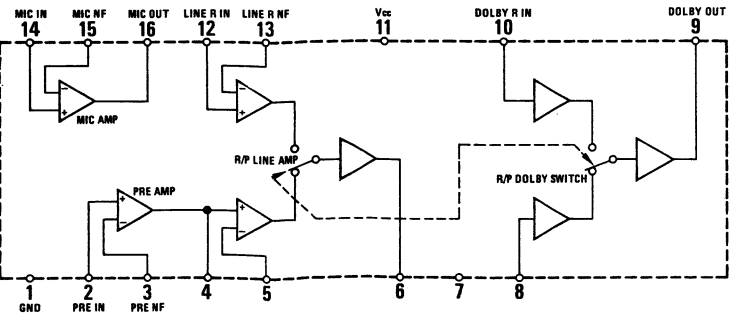 MIC IN MIC NF MIC OUT LINE R IN LINE R NF Vcc DOLBY R IN DOLBY OUT
14 15 16 12 13 11 10 9
− + MIC AMP
− +
R/P LINE AMP
R/P DOLBY SWITCH
PRE AMP
+ −
+ −
1 2 3 4 5 6 7 8
GND PRE IN PRE NF